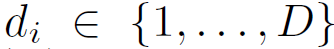 d_i ∈ {1, . . . , D}